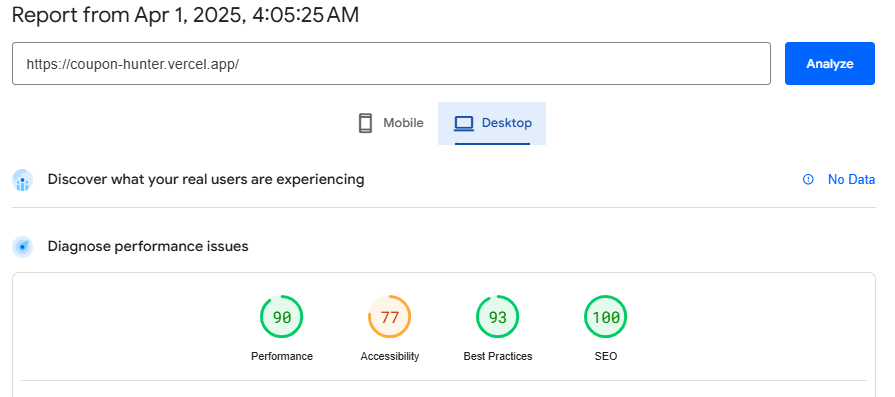 Report from Apr 1, 2025, 4:05:25 AM
https://coupon-hunter.vercel.app/
Analyze
Mobile
Desktop
Discover what your real users are experiencing
No Data
Diagnose performance issues
90
77
93
100
Performance
Accessibility
Best Practices
SEO